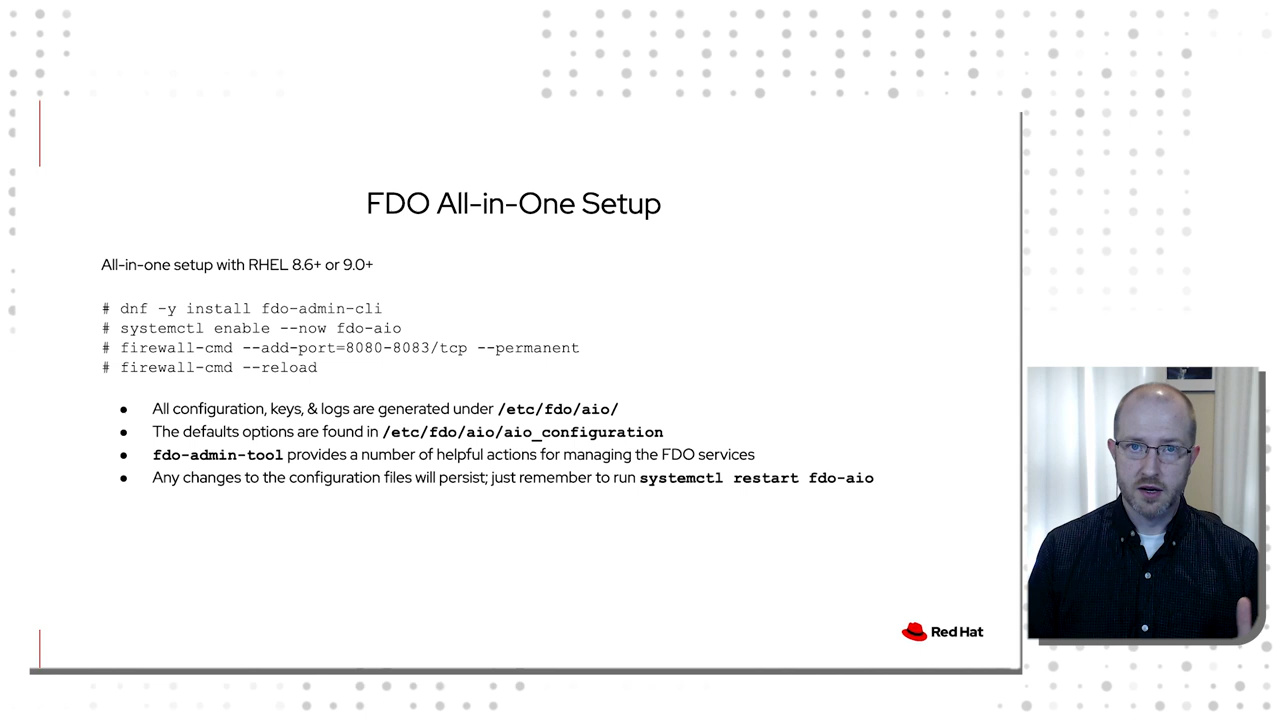 FDO All-in-One Setup
All-in-one setup with RHEL 8.6+ or 9.0+
# dnf -y install fdo-admin-cli
# systemctl enable --now fdo-aio
# firewall-cmd --add-port=8080-8083/tcp --permanent
# firewall-cmd --reload
● All configuration, keys, & logs are generated under /etc/fdo/aio/
● The defaults options are found in /etc/fdo/aio/aio_configuration
● fdo-admin-tool provides a number of helpful actions for managing the FDO services
● Any changes to the configuration files will persist; just remember to run systemctl restart fdo-aio
Red Hat